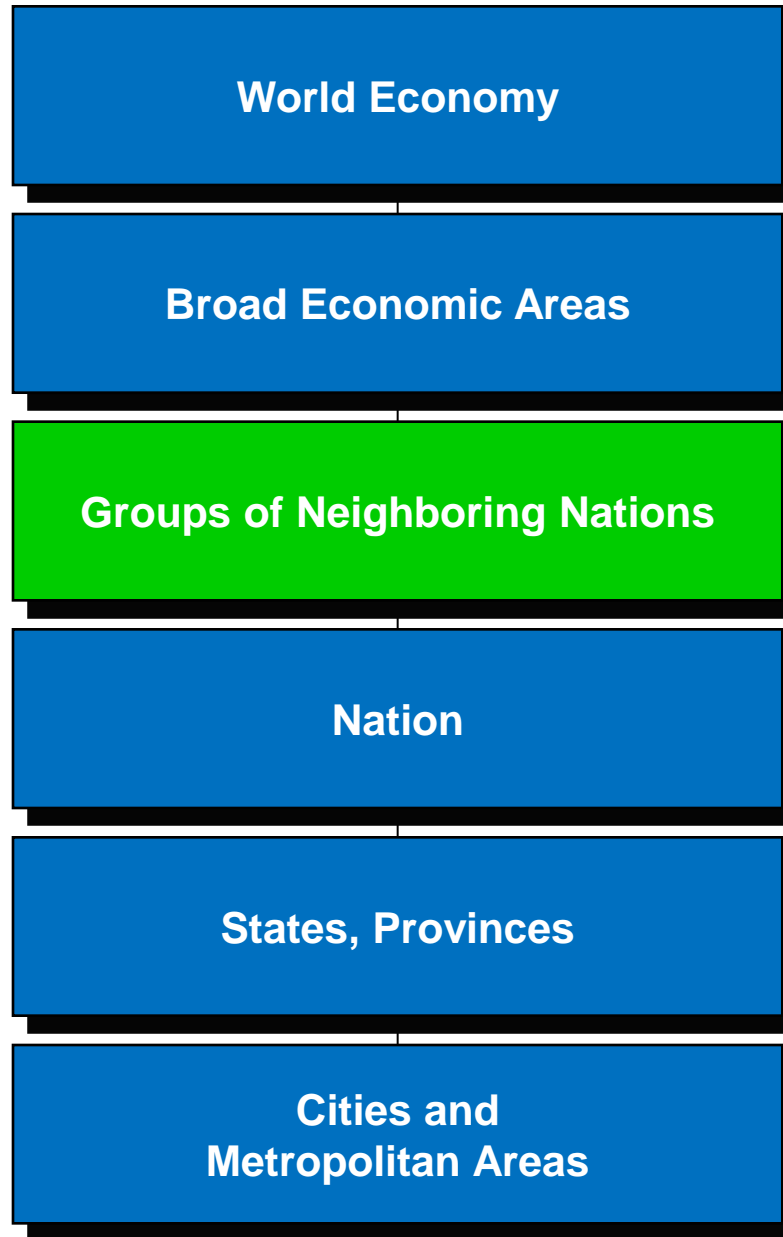 World Economy
Broad Economic Areas
Groups of Neighboring Nations
Nation
States, Provinces
Cities and
Metropolitan Areas